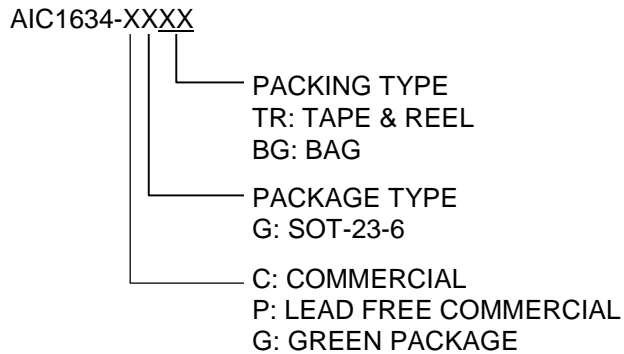 AIC1634-XXXX
PACKING TYPE
TR: TAPE & REEL
BG: BAG
PACKAGE TYPE
G: SOT-23-6
C: COMMERCIAL
P: LEAD FREE COMMERCIAL
G: GREEN PACKAGE